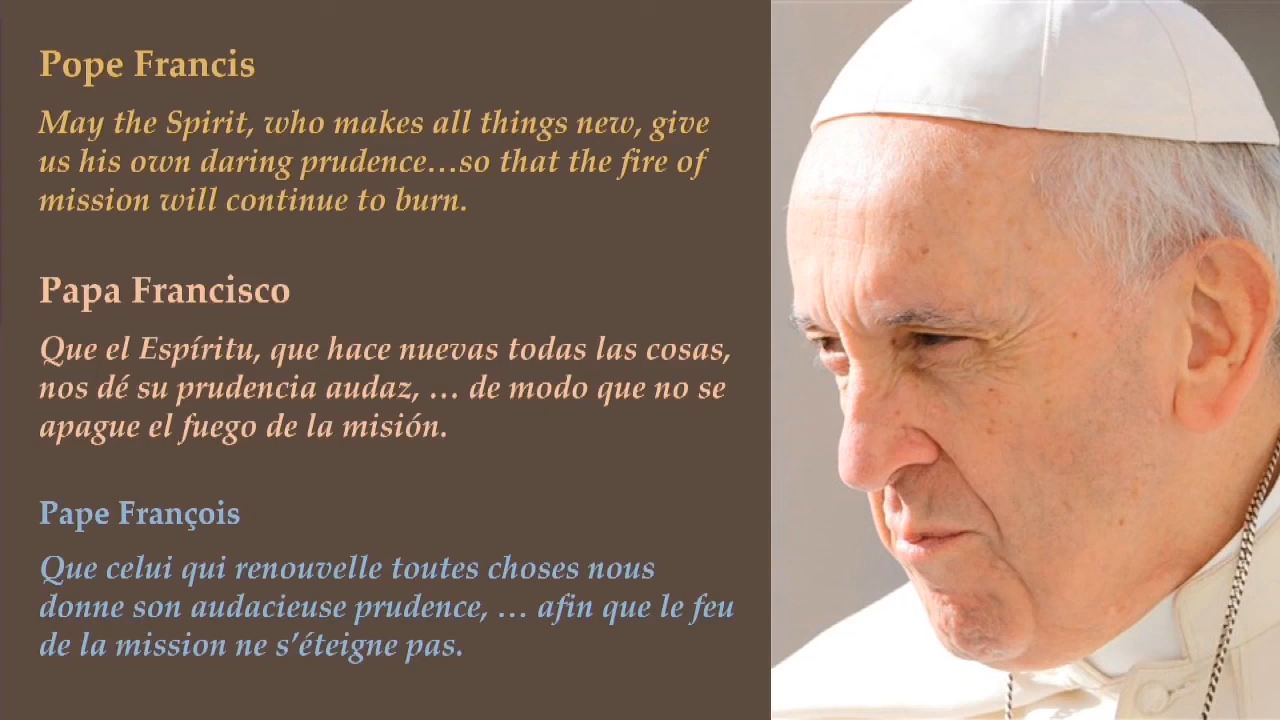 Pope Francis
May the Spirit, who makes all things new, give
us his own daring prudence…so that the fire of
mission will continue to burn.
Papa Francisco
Que el Espíritu, que hace nuevas todas las cosas,
nos dé su prudencia audaz, … de modo que no se
apague el fuego de la misión.
Pape François
Que celui qui renouvelle toutes choses nous
donne son audacieuse prudence, … afin que le feu
de la mission ne s’éteigne pas.